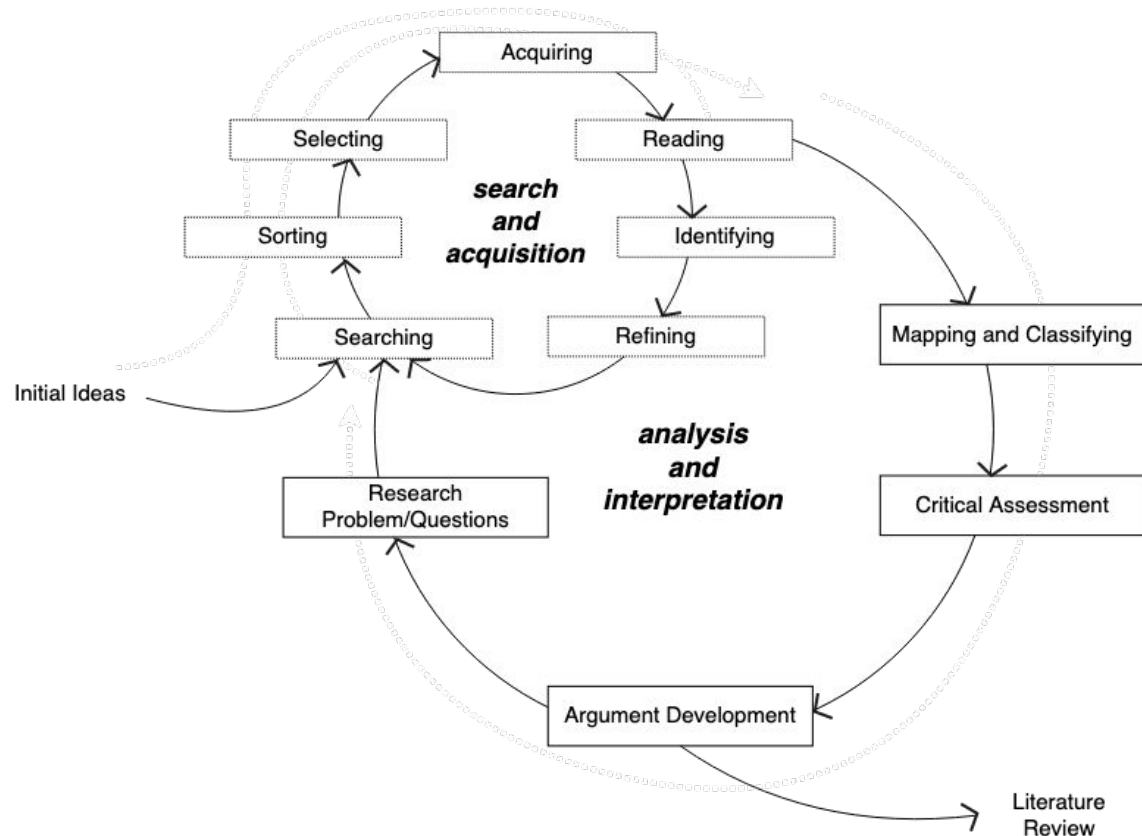 Acquiring
Selecting
Reading
search
and
acquisition
Sorting
Identifying
Searching
Refining
Mapping and Classifying
Initial Ideas
analysis
and
interpretation
Research
Problem/Questions
Critical Assessment
Argument Development
Literature
Review